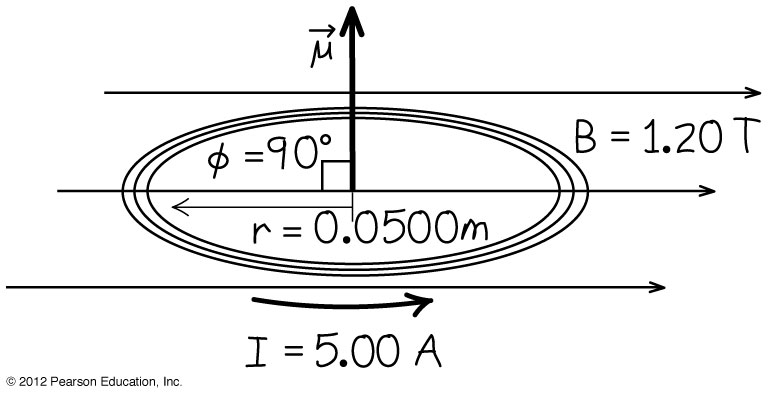 μ⃗
B = 1.20 T
ϕ = 90°
r = 0.0500m
I = 5.00 A
© 2012 Pearson Education, Inc.